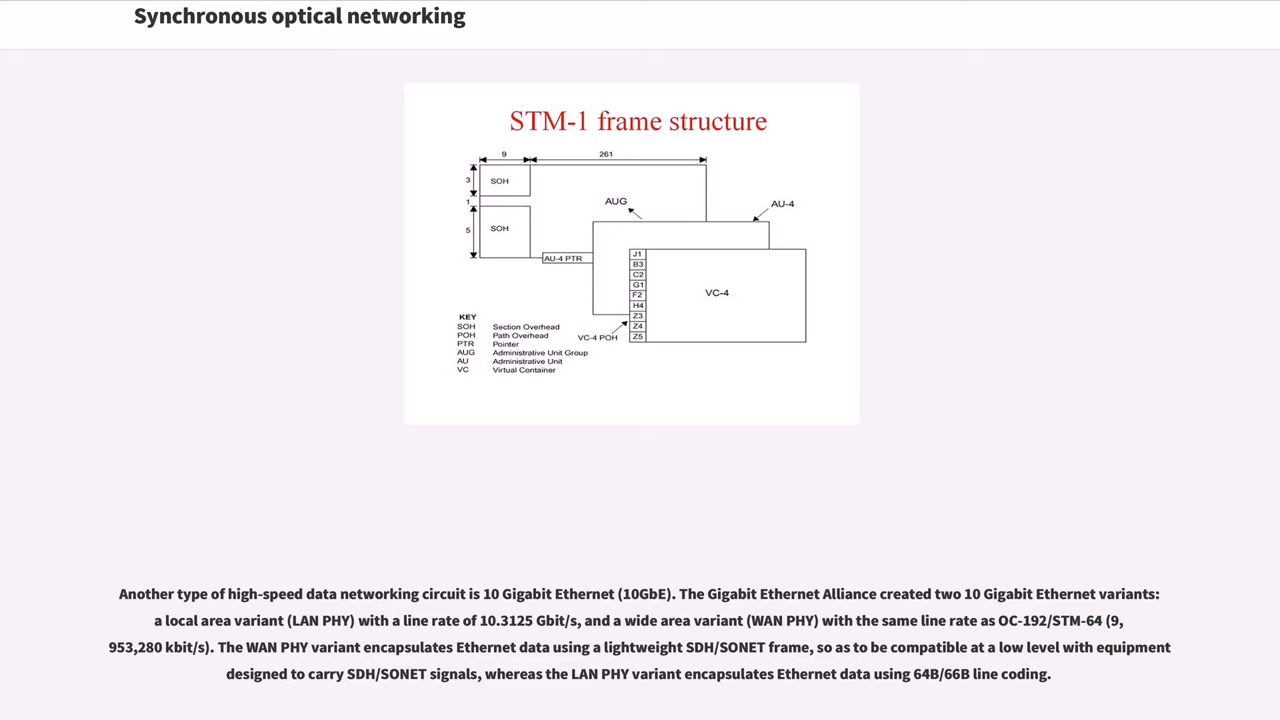 Synchronous optical networking
STM-1 frame structure
9
261
3
SOH
1
AUG
AU-4
5
SOH
AU-4 PTR
J1
B3
C2
G1
F2
H4
Z3
Z4
Z5
VC-4
VC-4 POH
KEY
SOH Section Overhead
POH Path Overhead
PTR Pointer
AUG Administrative Unit Group
AU Administrative Unit
VC Virtual Container
Another type of high-speed data networking circuit is 10 Gigabit Ethernet (10GbE). The Gigabit Ethernet Alliance created two 10 Gigabit Ethernet variants:
a local area variant (LAN PHY) with a line rate of 10.3125 Gbit/s, and a wide area variant (WAN PHY) with the same line rate as OC-192/STM-64 (9,
953,280 kbit/s). The WAN PHY variant encapsulates Ethernet data using a lightweight SDH/SONET frame, so as to be compatible at a low level with equipment
designed to carry SDH/SONET signals, whereas the LAN PHY variant encapsulates Ethernet data using 64B/66B line coding.